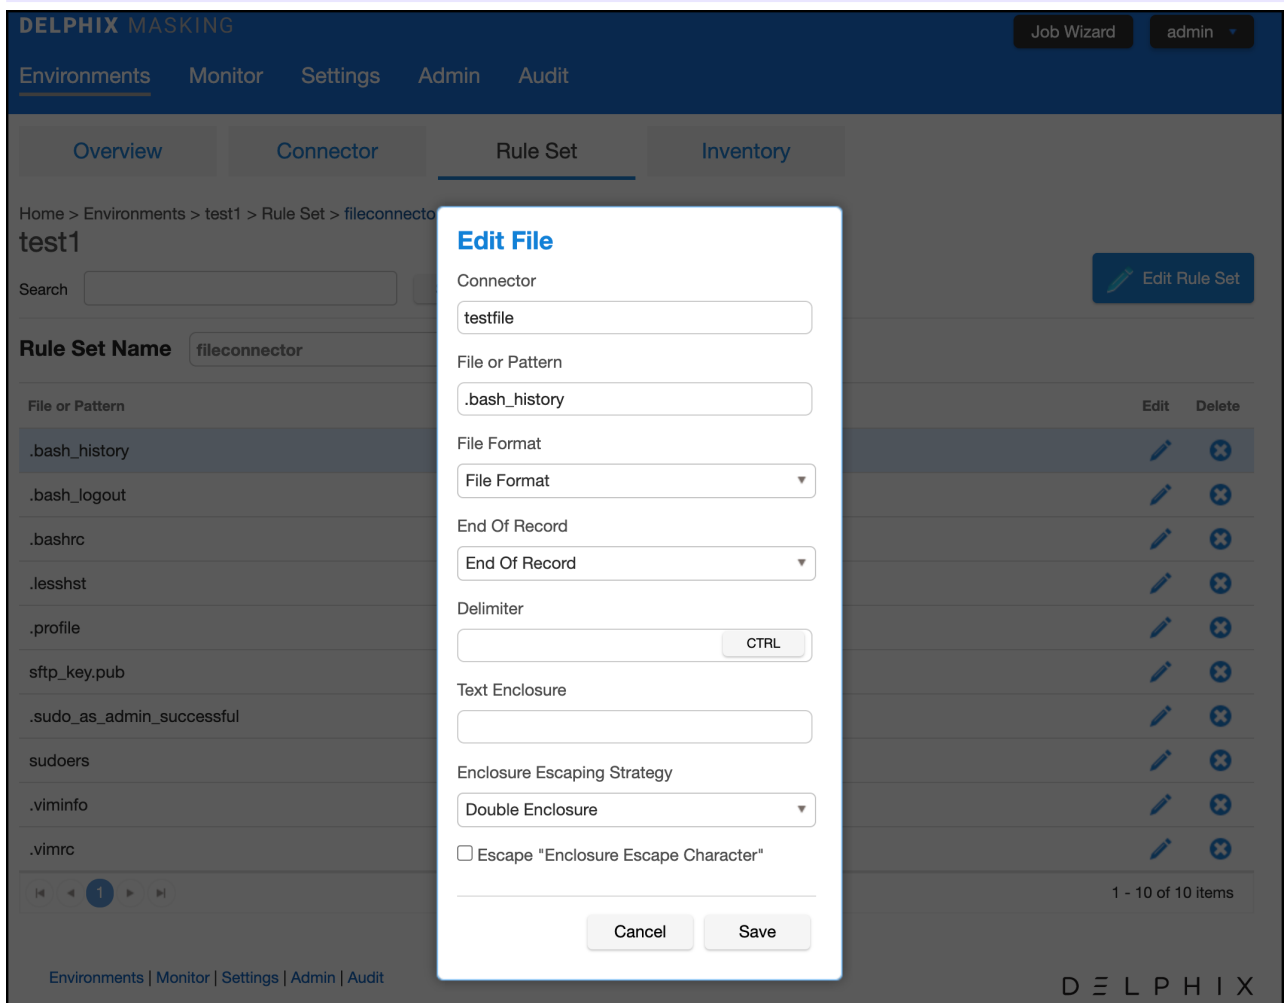 DELPHIX MASKING
Job Wizard
admin
Environments Monitor Settings Admin Audit
Overview Connector Rule Set Inventory
Home > Environments > test1 > Rule Set > fileconnecto
test1
Search
Edit Rule Set
Rule Set Name fileconnector
File or Pattern Edit Delete
.bash_history
.bash_logout
.bashrc
.lesshst
.profile
sftp_key.pub
.sudo_as_admin_successful
sudoers
.viminfo
.vimrc
1
1 - 10 of 10 items
Edit File
Connector
testfile
File or Pattern
.bash_history
File Format
File Format
End Of Record
End Of Record
Delimiter
CTRL
Text Enclosure
Enclosure Escaping Strategy
Double Enclosure
Escape "Enclosure Escape Character"
Cancel Save
Environments | Monitor | Settings | Admin | Audit
DELPHIX